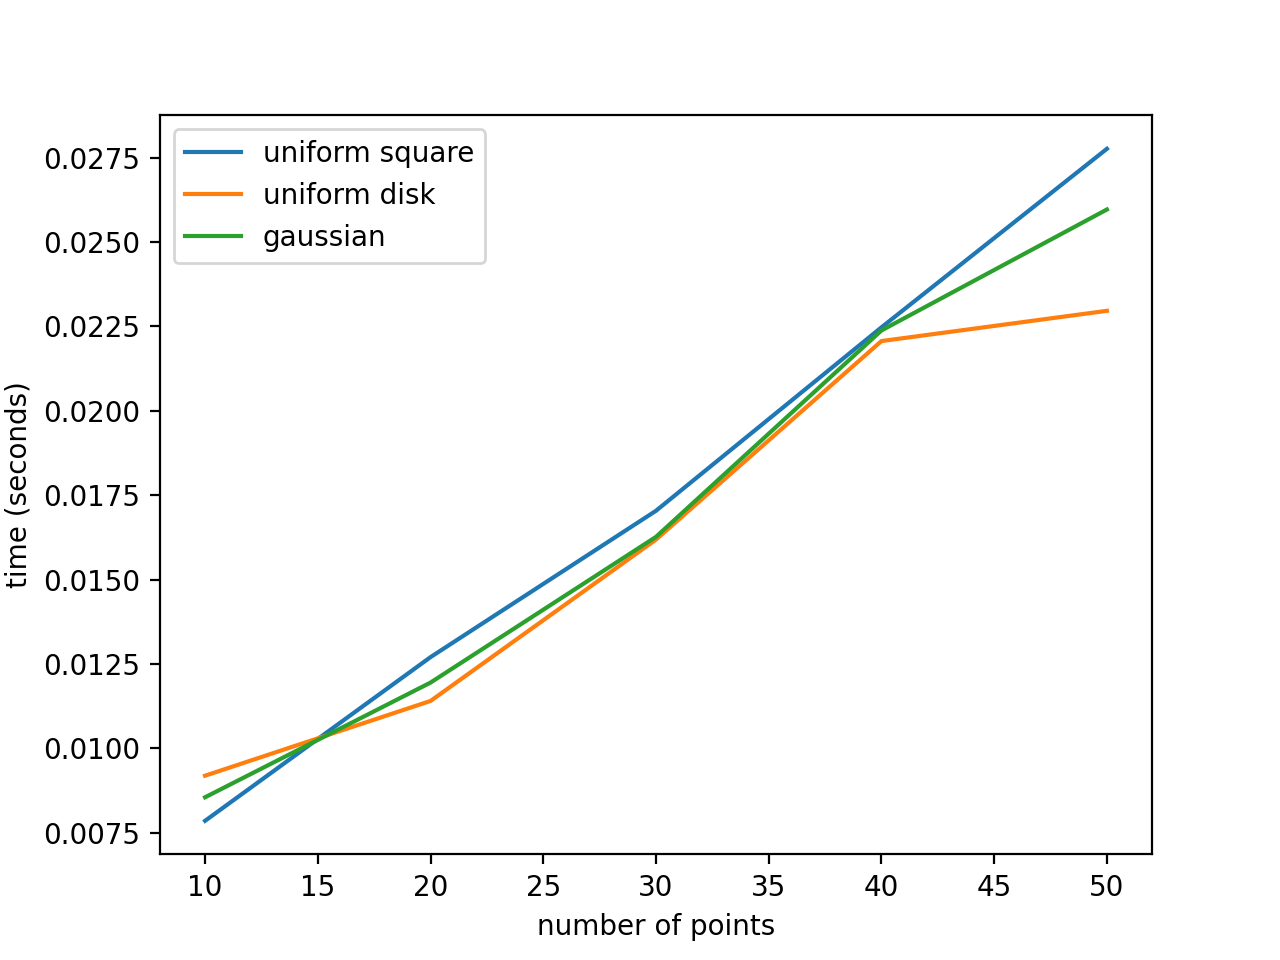 uniform square
uniform disk
gaussian
0.0275
0.0250
0.0225
0.0200
0.0175
0.0150
0.0125
0.0100
0.0075
time (seconds)
10 15 20 25 30 35 40 45 50
number of points